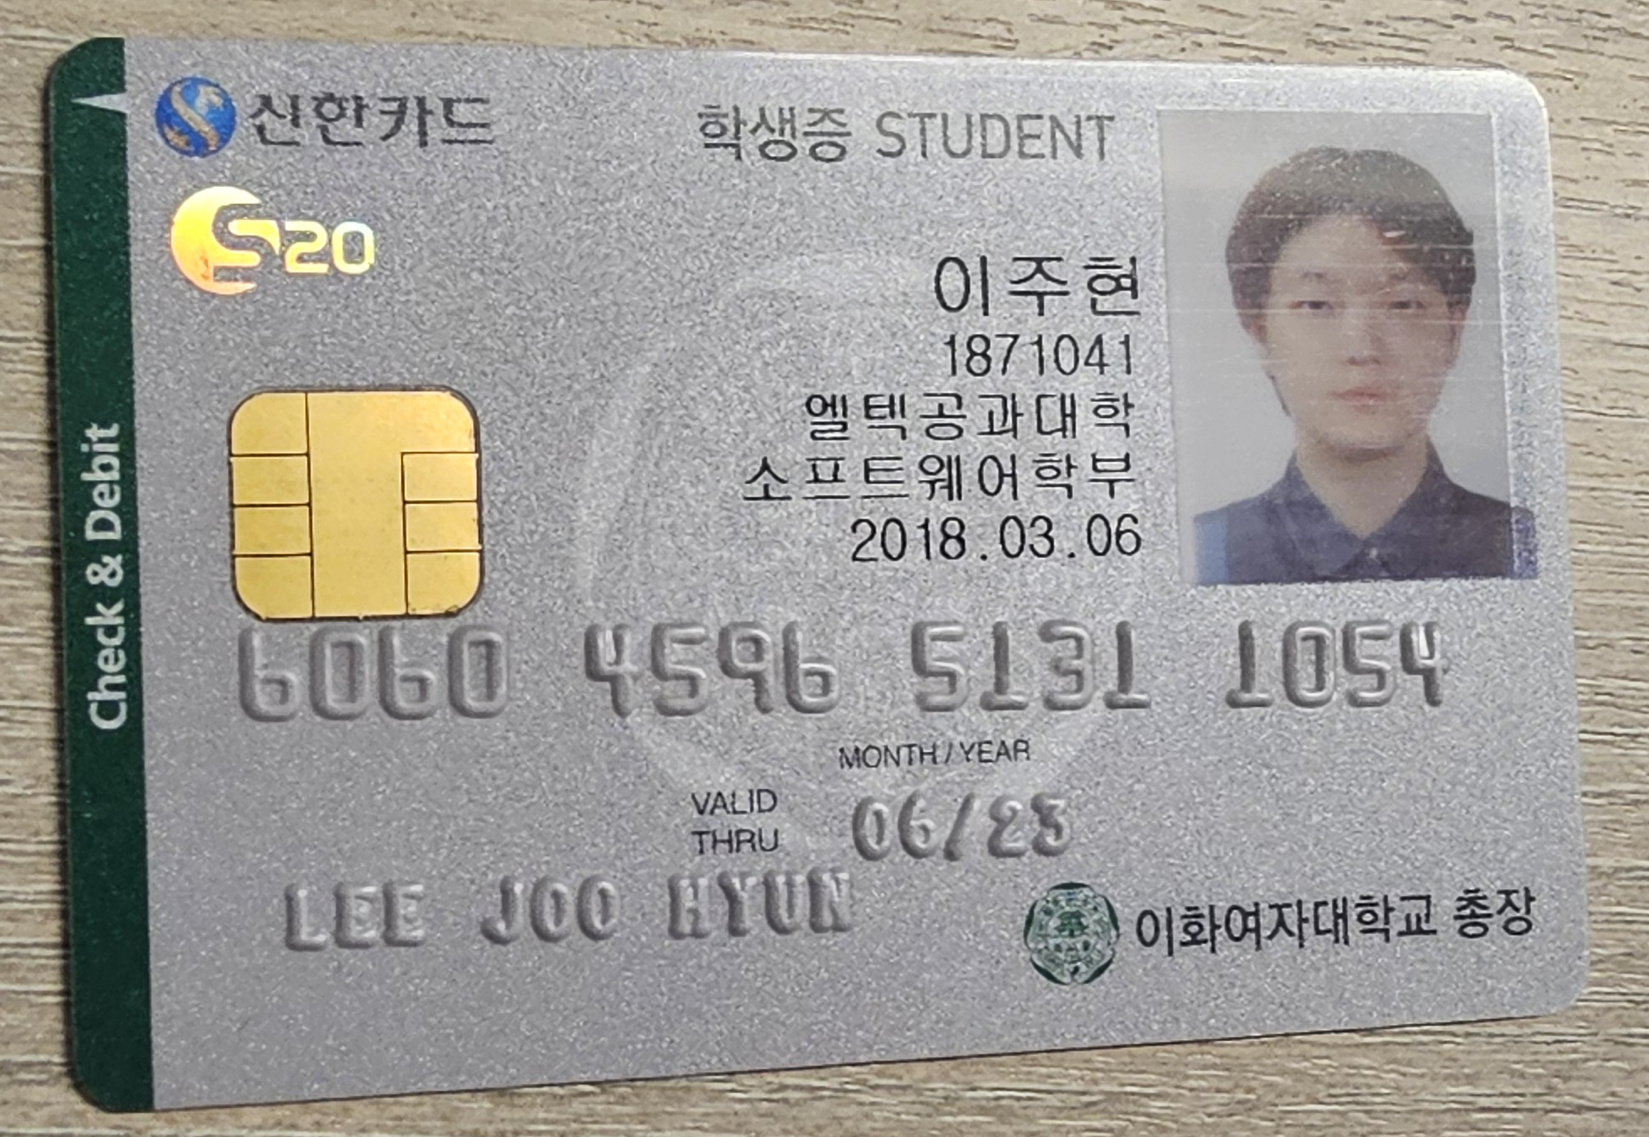 신한카드
학생증 STUDENT
S20
이주현
1871041
엘텍공과대학
소프트웨어학부
2018.03.06
Check & Debit
6060 4596 5131 1054
MONTH/YEAR
VALID THRU 06/23
LEE JOO HYUN
이화여자대학교 총장